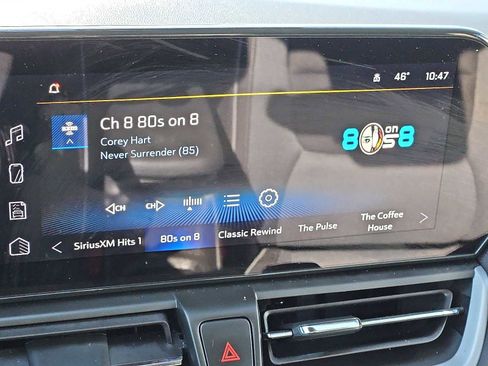 46° 10:47
Ch 8 80s on 8
Corey Hart
Never Surrender (85)
80s on 8
CH CH
SiriusXM Hits 1 80s on 8 Classic Rewind The Pulse The Coffee
House